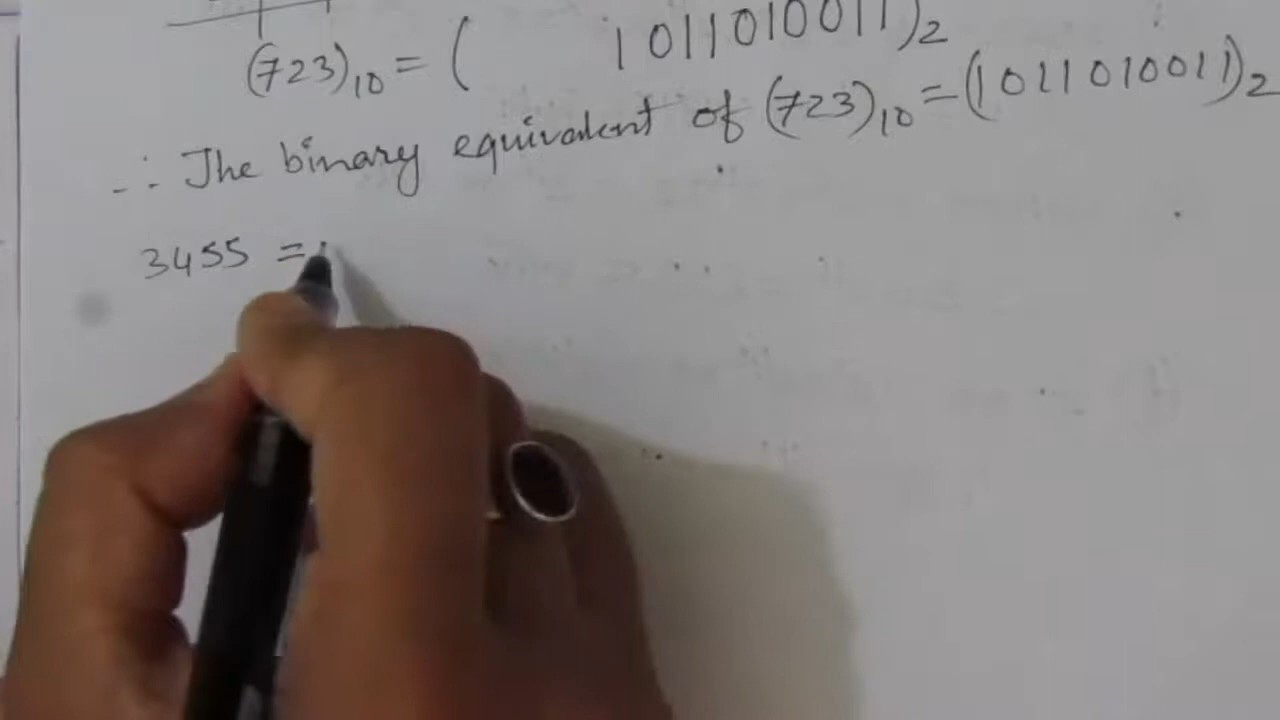 (723)₁₀ = ( 1011010011)₂
∴ The binary equivalent of (723)₁₀ = (1011010011)₂
3455 =